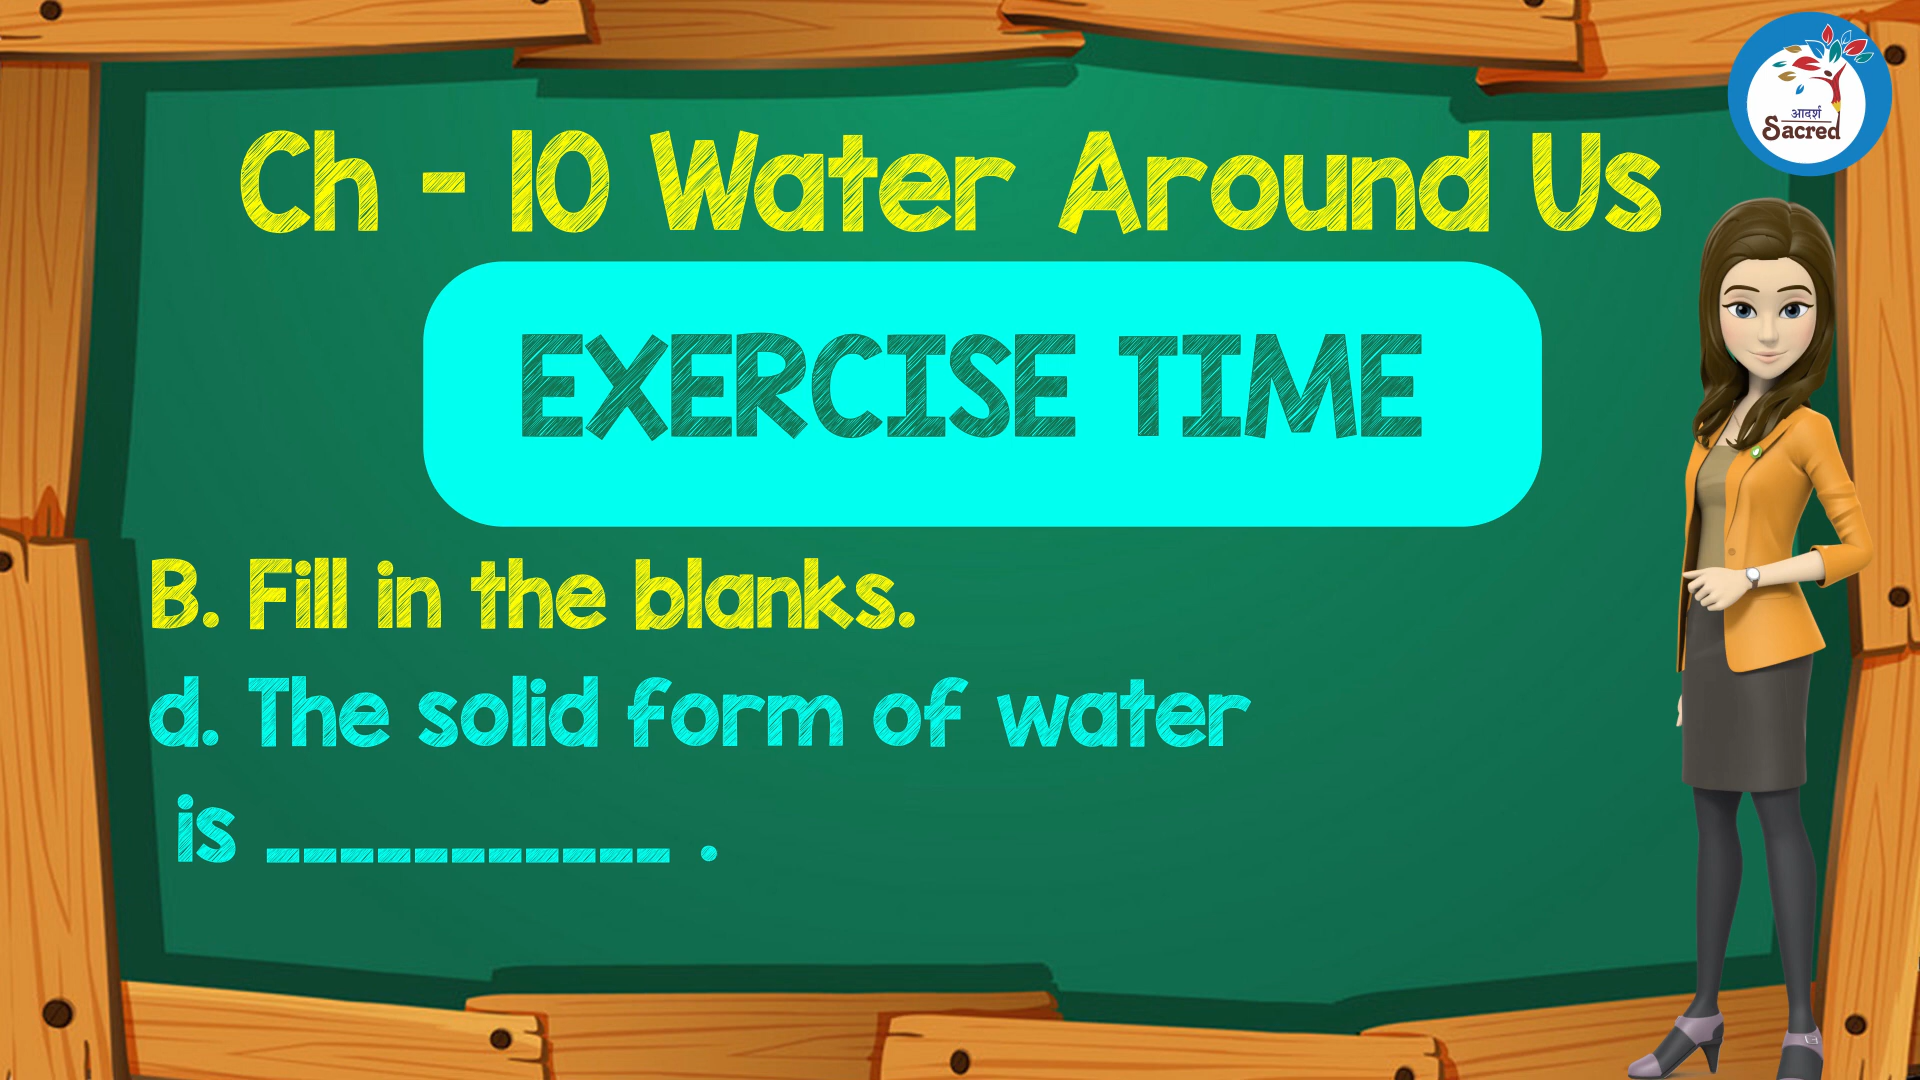 आदर्श
Sacred
Ch - 10 Water Around Us
EXERCISE TIME
B. Fill in the blanks.
d. The solid form of water
is ___________ .